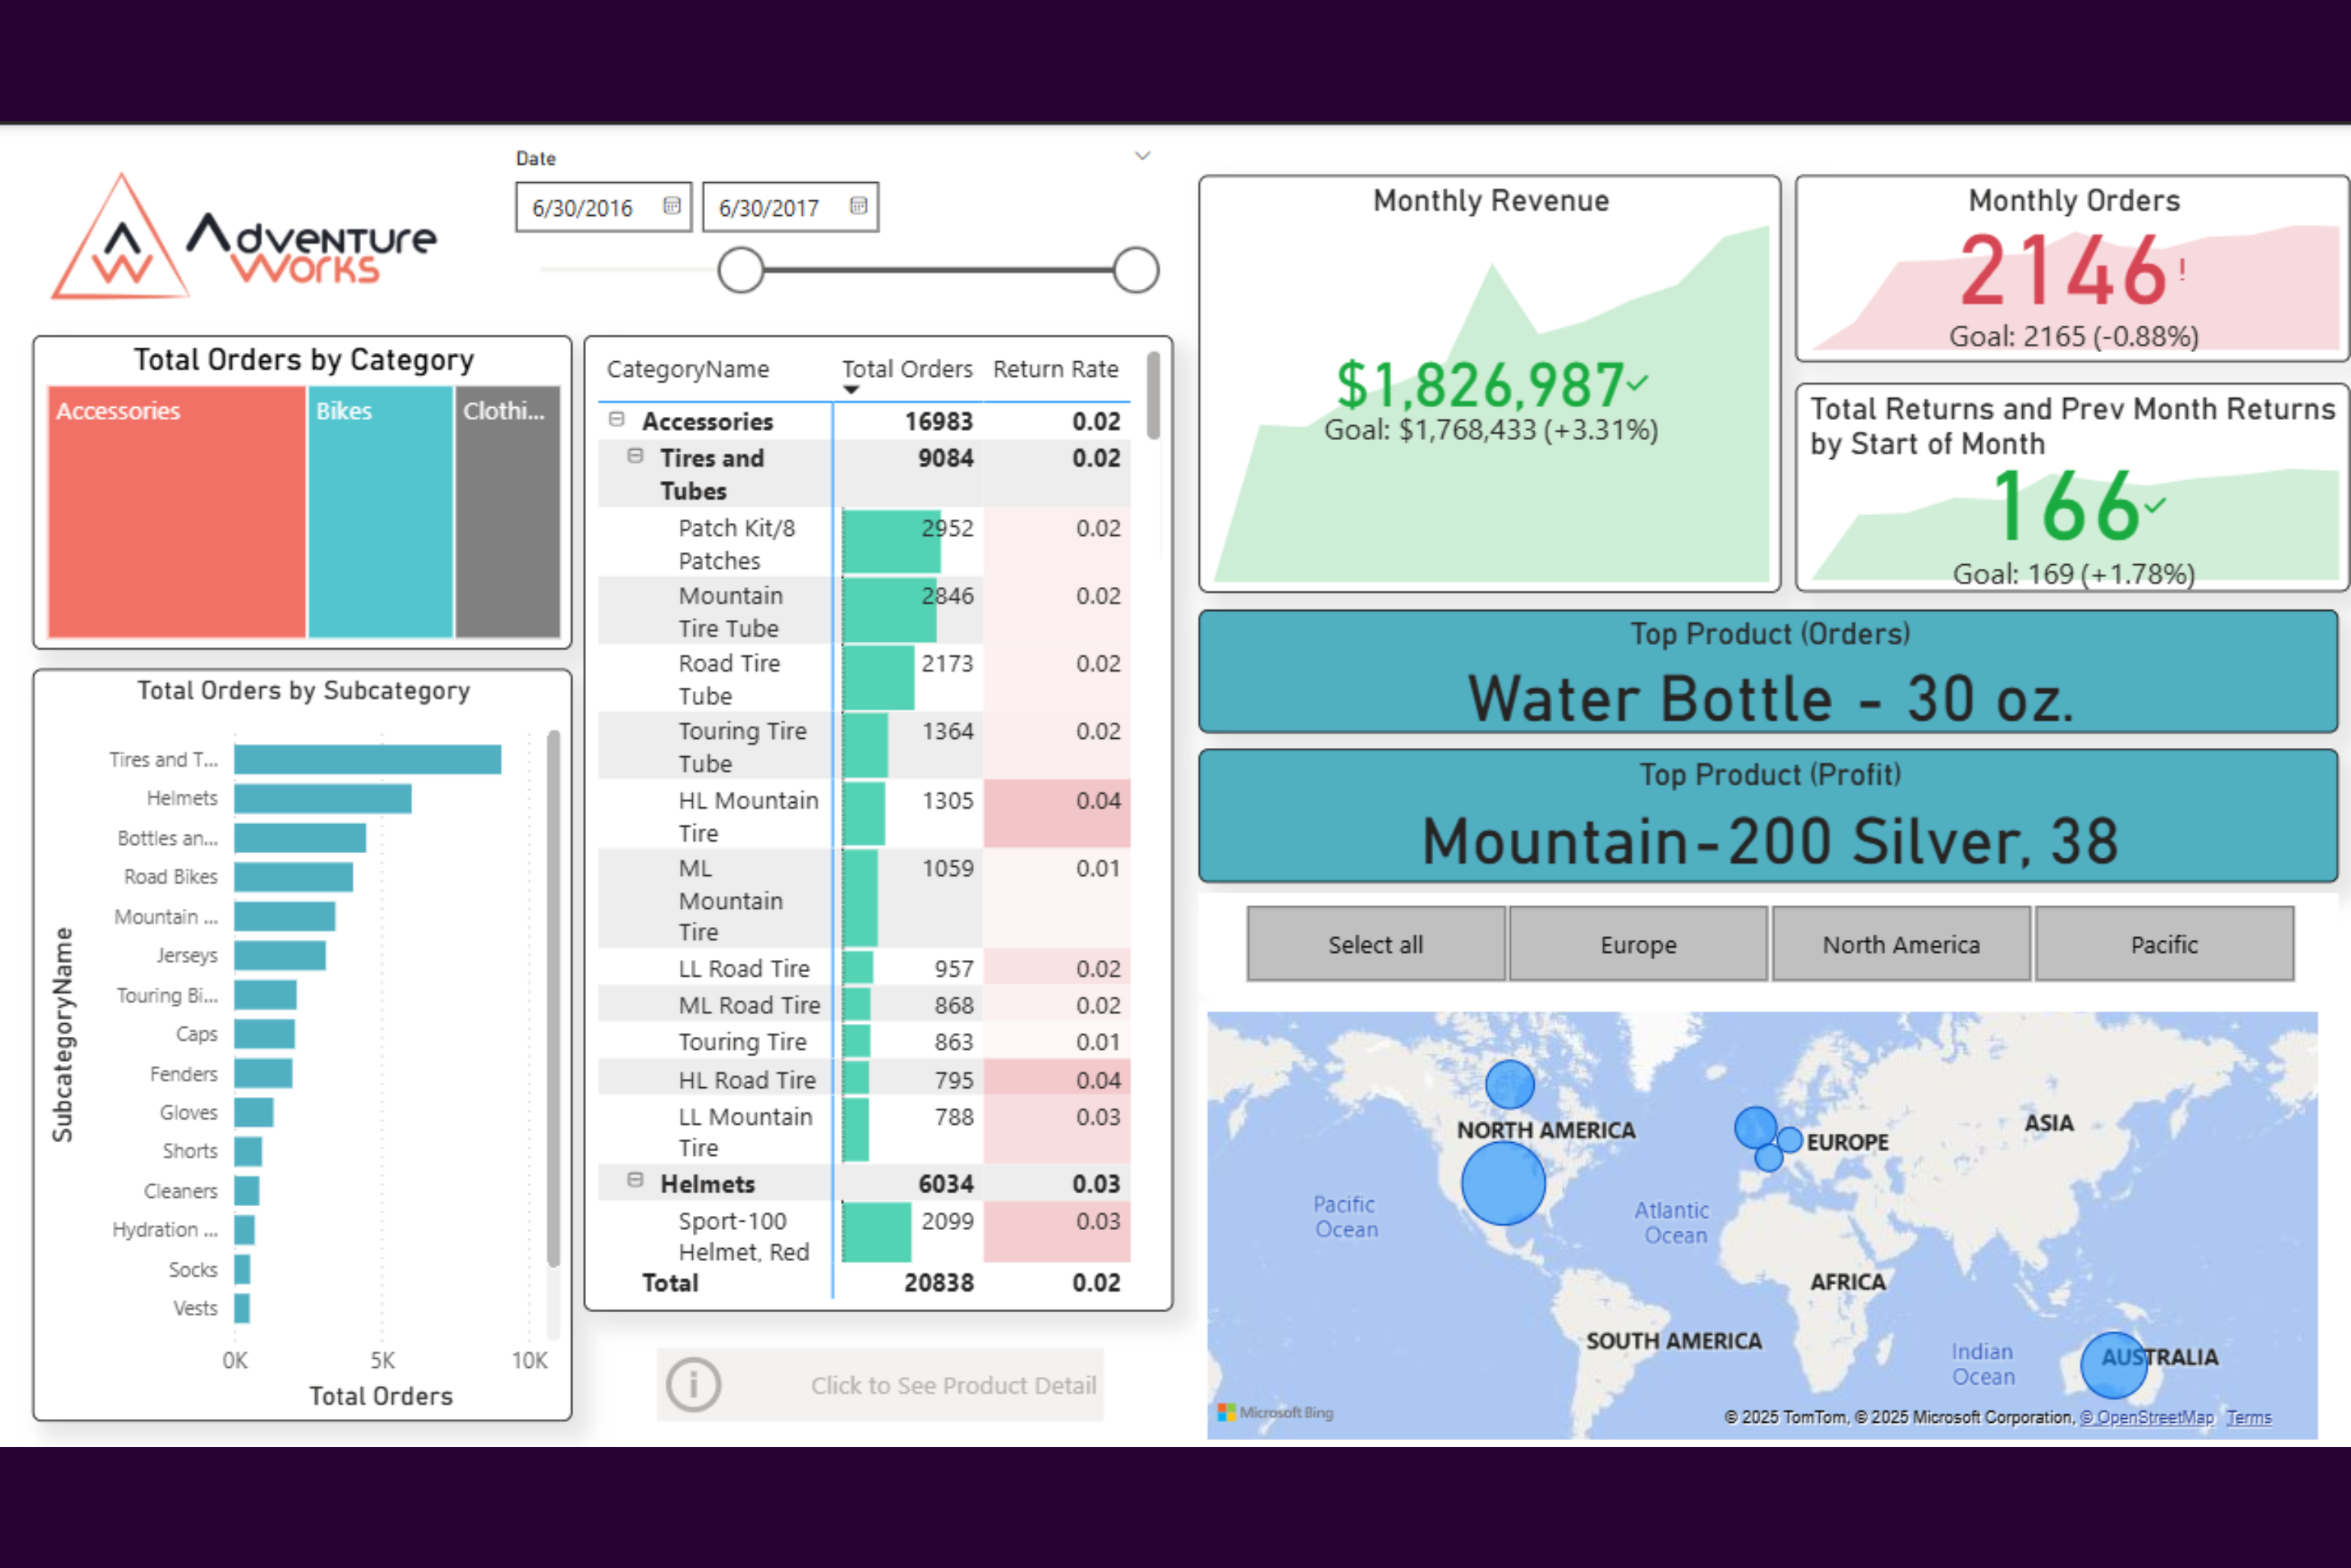 Adventure
Works
Date
6/30/2016
6/30/2017
Total Orders by Category
Accessories
Bikes
Clothi...
Total Orders by Subcategory
SubcategoryName
Tires and T...
Helmets
Bottles an...
Road Bikes
Mountain ...
Jerseys
Touring Bi...
Caps
Fenders
Gloves
Shorts
Cleaners
Hydration ...
Socks
Vests
0K 5K 10K
Total Orders
CategoryName Total Orders Return Rate
Accessories 16983 0.02
Tires and 9084 0.02
Tubes
Patch Kit/8 2952 0.02
Patches
Mountain 2846 0.02
Tire Tube
Road Tire 2173 0.02
Tube
Touring Tire 1364 0.02
Tube
HL Mountain 1305 0.04
Tire
ML 1059 0.01
Mountain
Tire
LL Road Tire 957 0.02
ML Road Tire 868 0.02
Touring Tire 863 0.01
HL Road Tire 795 0.04
LL Mountain 788 0.03
Tire
Helmets 6034 0.03
Sport-100 2099 0.03
Helmet, Red
Total 20838 0.02
Click to See Product Detail
Monthly Revenue
$1,826,987
Goal: $1,768,433 (+3.31%)
Monthly Orders
2146!
Goal: 2165 (-0.88%)
Total Returns and Prev Month Returns
by Start of Month
166
Goal: 169 (+1.78%)
Top Product (Orders)
Water Bottle - 30 oz.
Top Product (Profit)
Mountain-200 Silver, 38
Select all
Europe
North America
Pacific
NORTH AMERICA
EUROPE
ASIA
Pacific
Ocean
Atlantic
Ocean
AFRICA
SOUTH AMERICA
Indian
Ocean
AUSTRALIA
Microsoft Bing
© 2025 TomTom, © 2025 Microsoft Corporation, © OpenStreetMap Terms